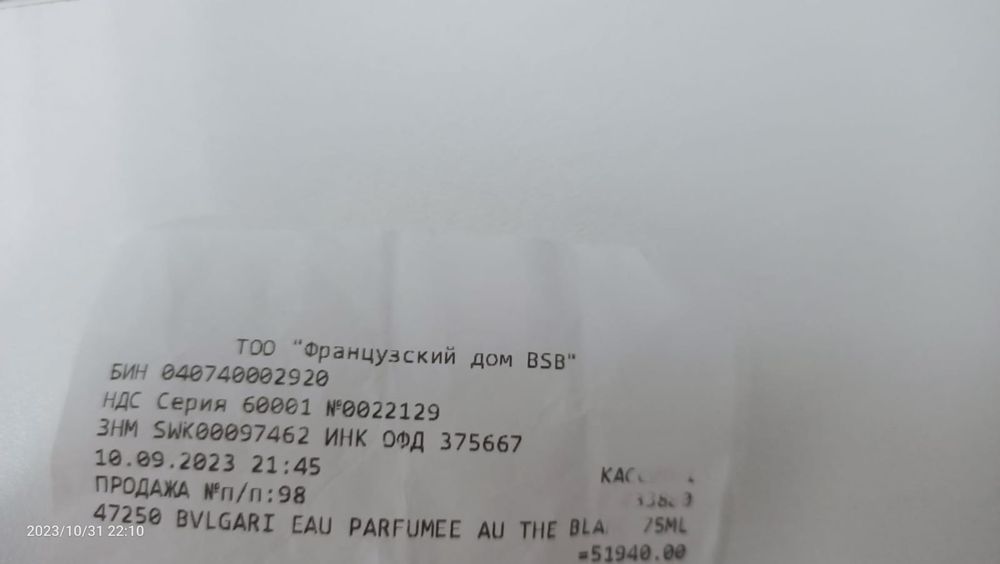 ТОО "Французский дом BSB"
БИН 040740002920
НДС Серия 60001 №0022129
ЗНМ SWK00097462 ИНК ОФД 375667
10.09.2023 21:45
ПРОДАЖА №п/п:98
47250 BVLGARI EAU PARFUMEE AU THE 75ML
=51940.00
2023/10/31 22:10